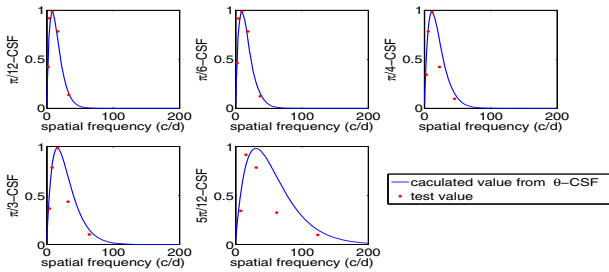 π/12−CSF
1
0.5
0
0 100 200
spatial frequency (c/d)
π/6−CSF
1
0.5
0
0 100 200
spatial frequency (c/d)
π/4−CSF
1
0.5
0
0 100 200
spatial frequency (c/d)
π/3−CSF
1
0.5
0
0 100 200
spatial frequency (c/d)
5π/12−CSF
1
0.5
0
0 100 200
spatial frequency (c/d)
caculated value from θ−CSF
test value